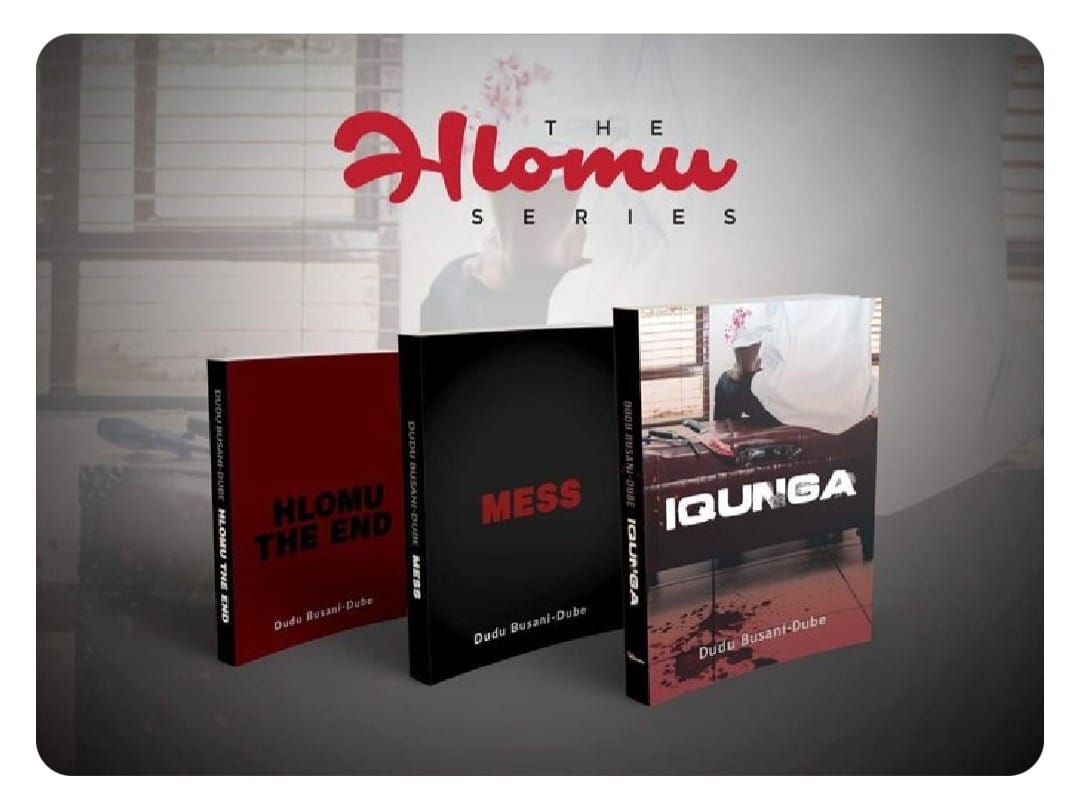 THE
Hlomu
SERIES
DUDU BUSANI-DUBE HLOMU THE END
HLOMU
THE END
Dudu Busani-Dube
DUDU BUSANI-DUBE MESS
MESS
Dudu Busani-Dube
DUDU BUSANI-DUBE IQUNGA
IQUNGA
Dudu Busani-Dube